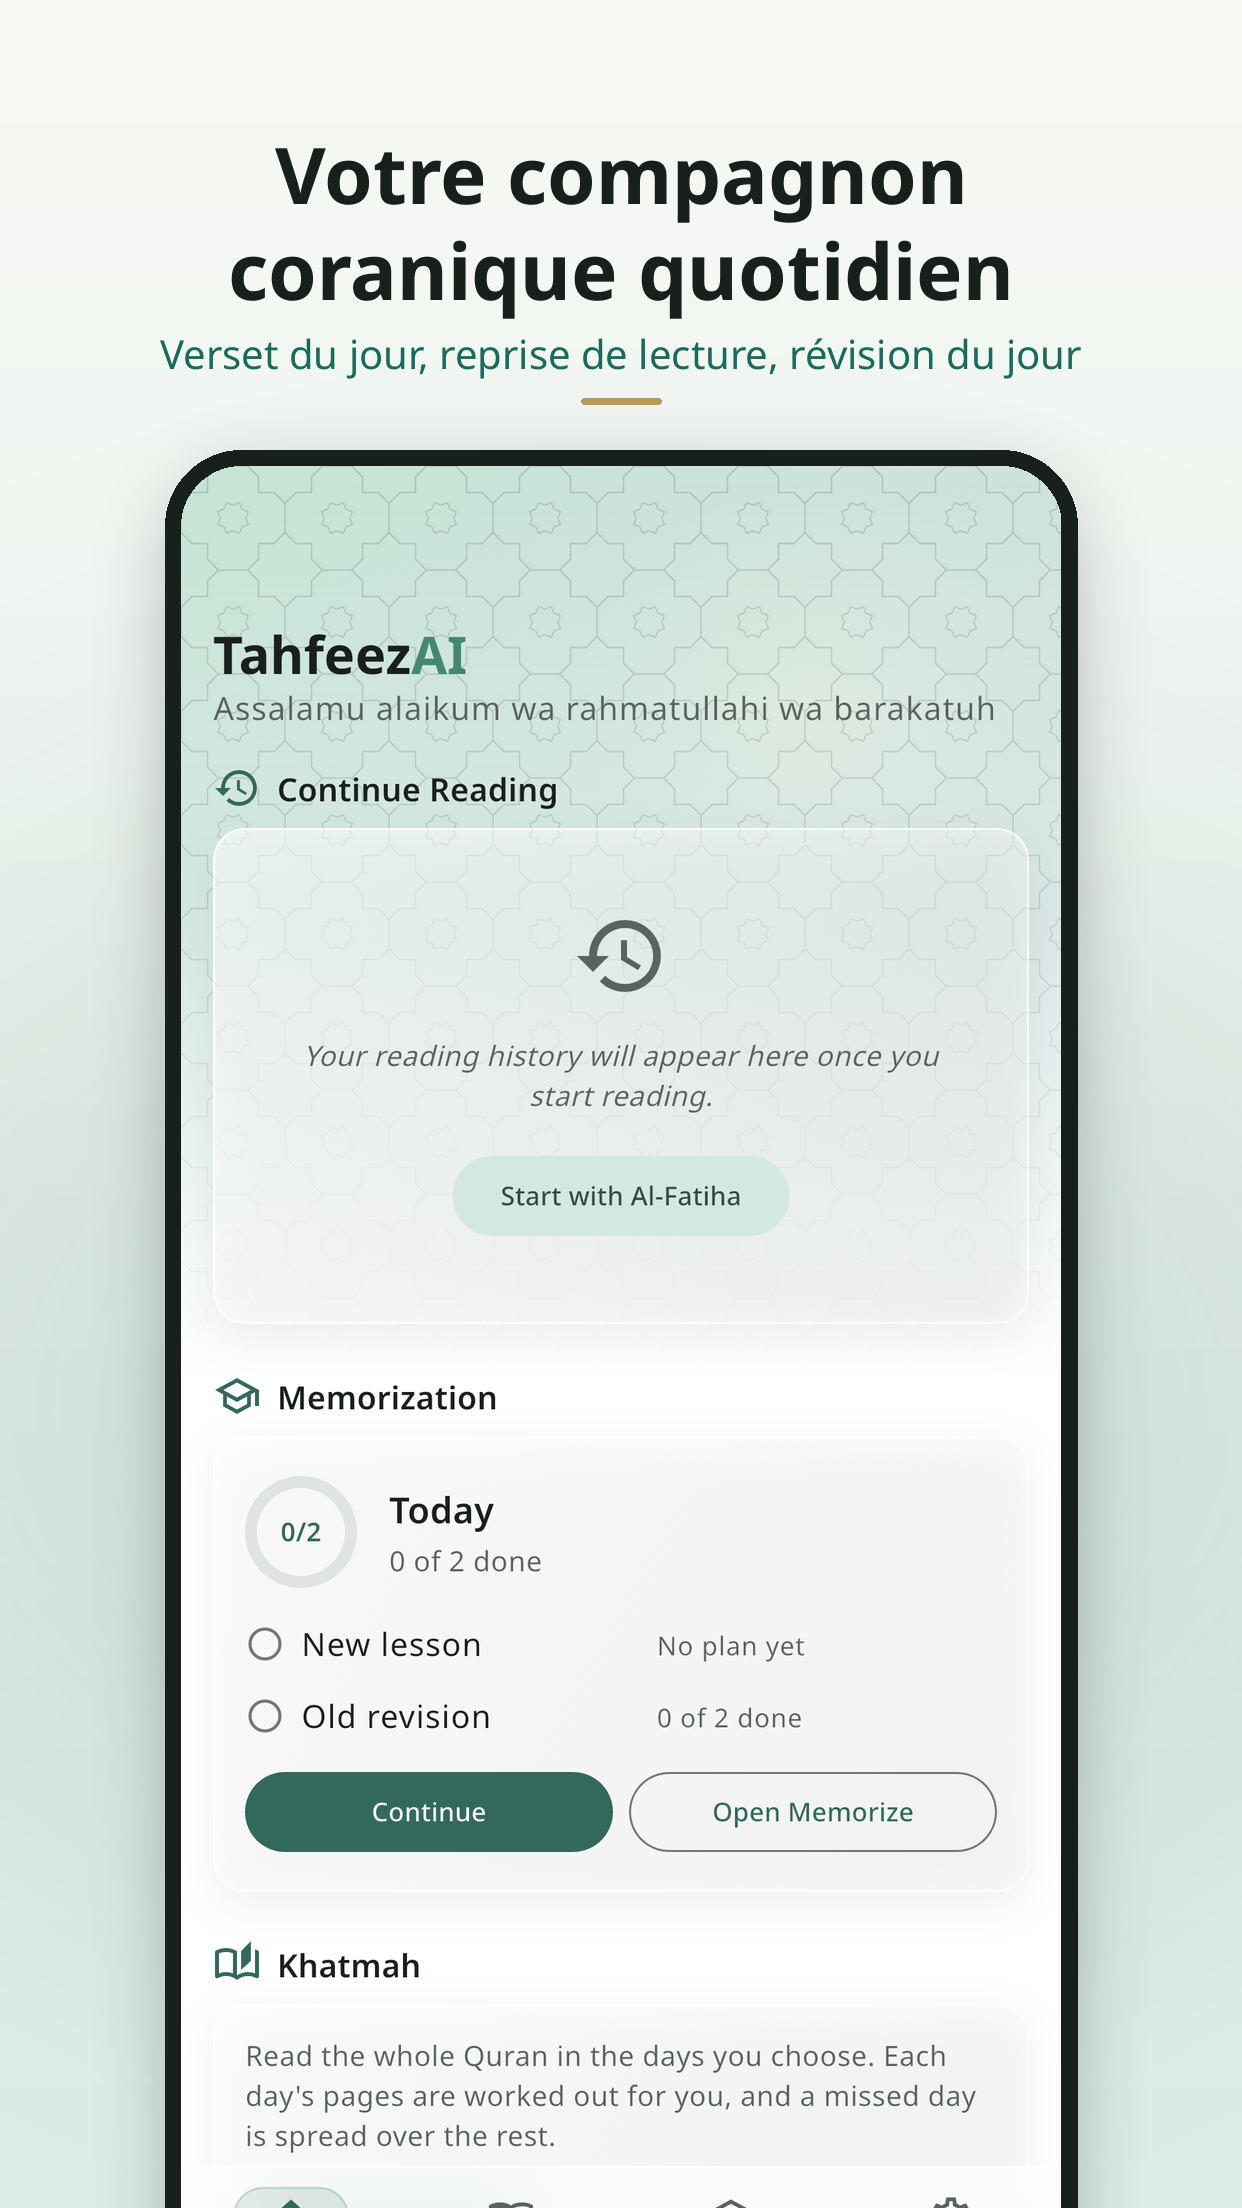 Votre compagnon
coranique quotidien
Verset du jour, reprise de lecture, révision du jour
TahfeezAI
Assalamu alaikum wa rahmatullahi wa barakatuh
Continue Reading
Your reading history will appear here once you
start reading.
Start with Al-Fatiha
Memorization
0/2
Today
0 of 2 done
New lesson
No plan yet
Old revision
0 of 2 done
Continue
Open Memorize
Khatmah
Read the whole Quran in the days you choose. Each
day's pages are worked out for you, and a missed day
is spread over the rest.